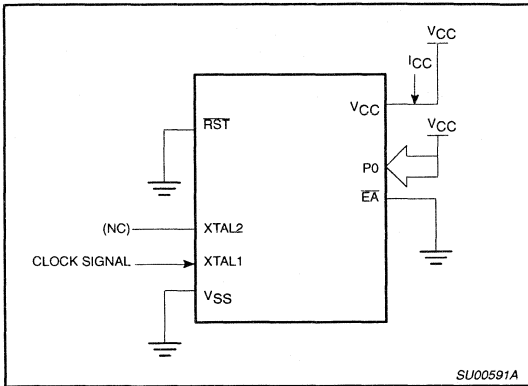 VCC
ICC
VCC
RST
VCC
P0
EA
(NC)
XTAL2
CLOCK SIGNAL
XTAL1
VSS
SU00591A